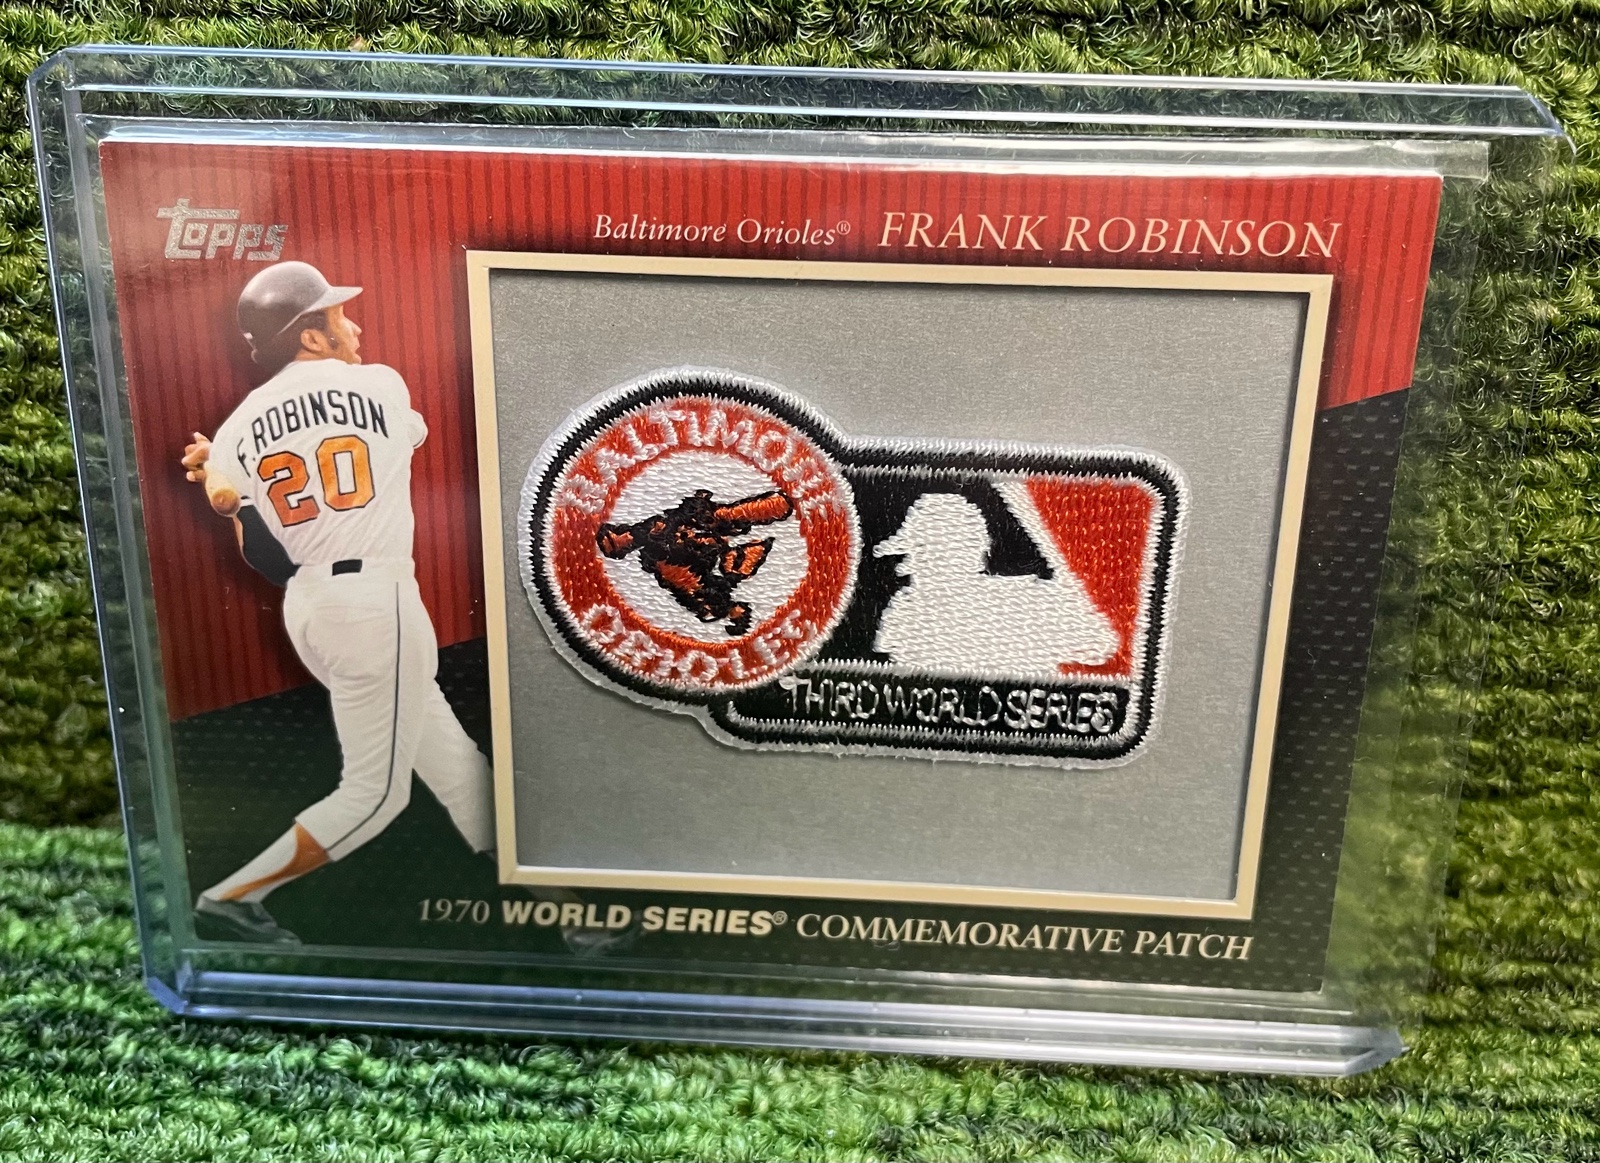 Topps
Baltimore Orioles® FRANK ROBINSON
F. ROBINSON
20
BALTIMORE
ORIOLES
THIRD WORLD SERIES
1970 WORLD SERIES® COMMEMORATIVE PATCH